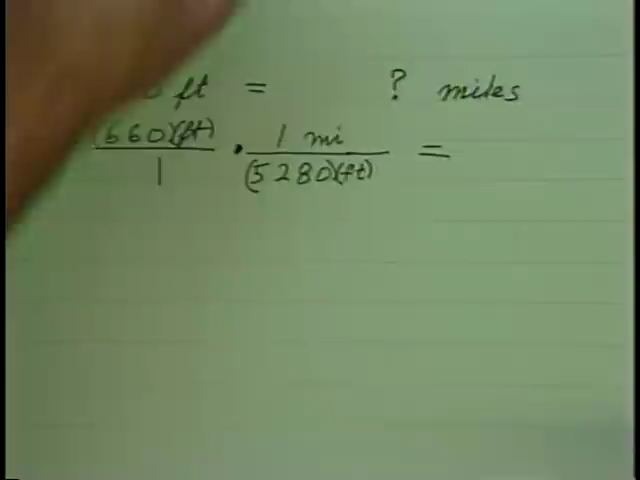 ft = ? miles
(660)(ft) · 1 mi =
1 (5280)(ft)